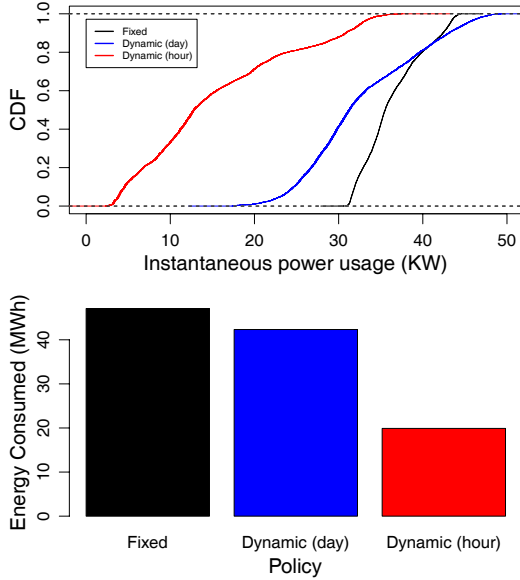 CDF
0.0 0.2 0.4 0.6 0.8 1.0
Fixed
Dynamic (day)
Dynamic (hour)
0 10 20 30 40 50
Instantaneous power usage (KW)
Energy Consumed (MWh)
0 10 20 30 40
Fixed Dynamic (day) Dynamic (hour)
Policy